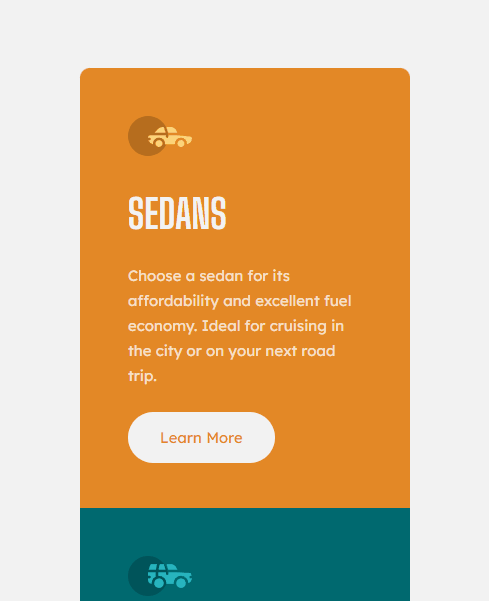 SEDANS
Choose a sedan for its
affordability and excellent fuel
economy. Ideal for cruising in
the city or on your next road
trip.
Learn More